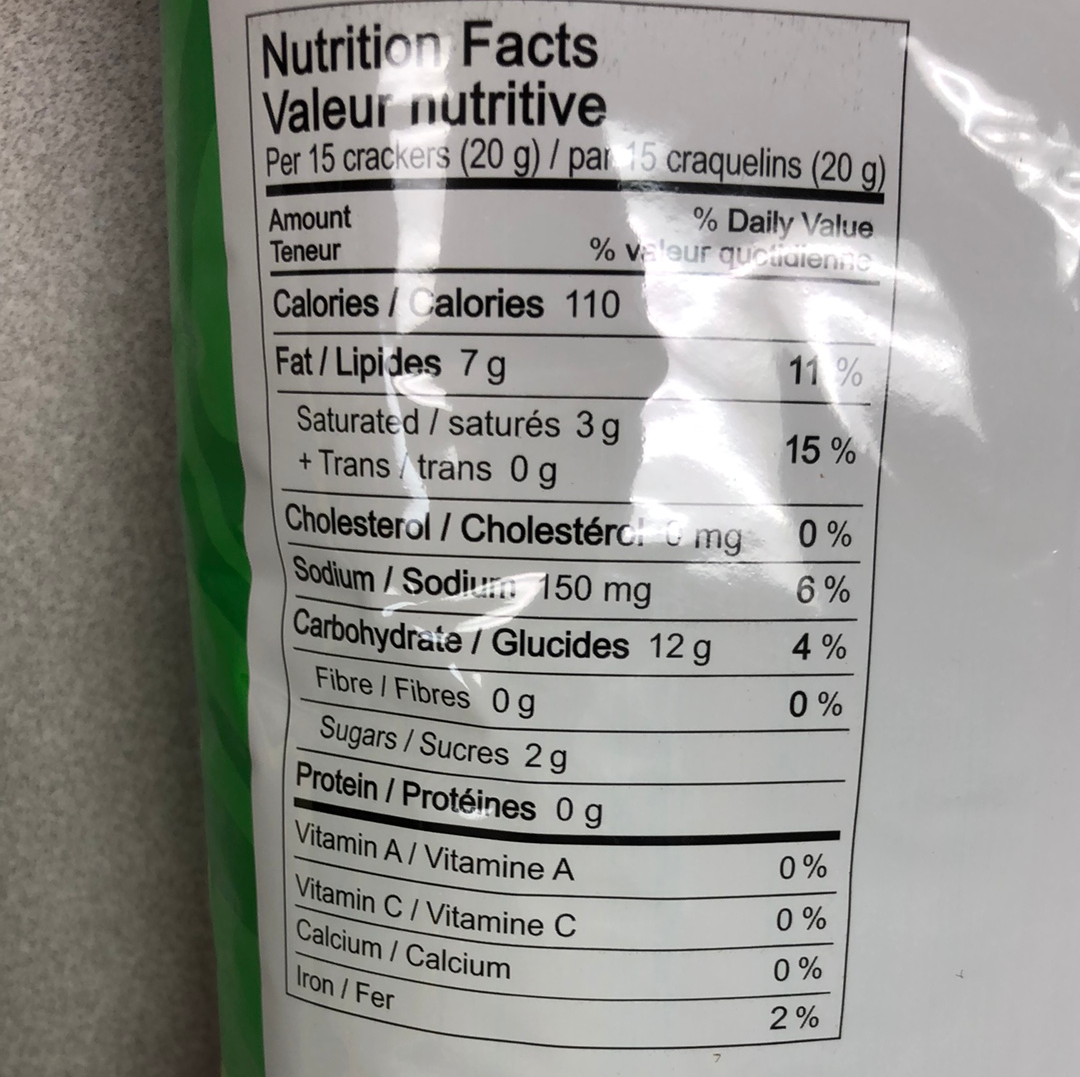 Nutrition Facts
Valeur nutritive
Per 15 crackers (20 g) / par 15 craquelins (20 g)
Amount % Daily Value
Teneur % valeur quotidienne
Calories / Calories 110
Fat / Lipides 7 g 11 %
Saturated / saturés 3 g
+ Trans / trans 0 g 15 %
Cholesterol / Cholestérol 0 mg 0 %
Sodium / Sodium 150 mg 6 %
Carbohydrate / Glucides 12 g 4 %
Fibre / Fibres 0 g 0 %
Sugars / Sucres 2 g
Protein / Protéines 0 g
Vitamin A / Vitamine A 0 %
Vitamin C / Vitamine C 0 %
Calcium / Calcium 0 %
Iron / Fer 2 %